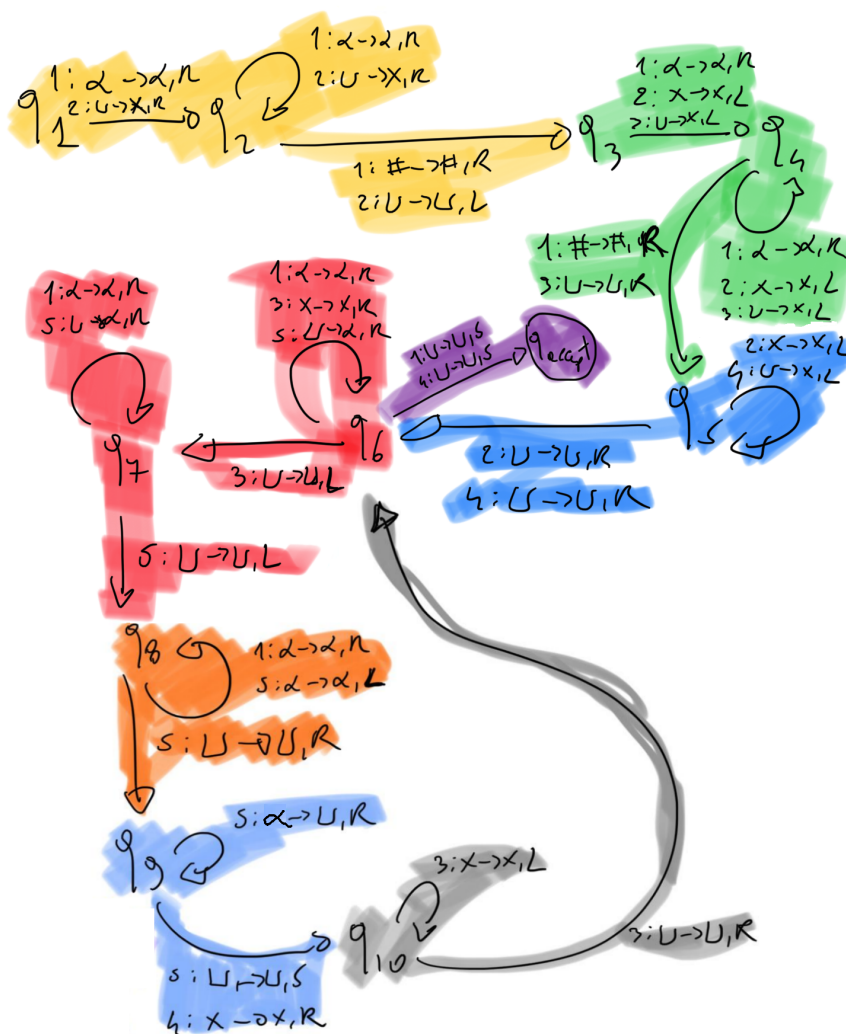 1: α→α, R
2: ⊔→X, R
q1
q2
1: α→α, R
2: ⊔→X, R
1: #→#, R
2: ⊔→⊔, L
q3
1: α→α, R
2: X→X, L
3: ⊔→X, L
q4
1: α→α, R
2: X→X, L
3: ⊔→X, L
1: #→#, R
3: ⊔→⊔, R
q5
2: X→X, L
4: ⊔→X, L
2: ⊔→⊔, R
4: ⊔→⊔, R
1: ⊔→⊔, S
4: ⊔→⊔, S
q accept
1: α→α, R
3: X→X, R
5: ⊔→α, R
q6
3: ⊔→⊔, L
1: α→α, R
5: ⊔→α, R
q7
5: ⊔→⊔, L
q8
1: α→α, R
5: α→α, L
5: ⊔→⊔, R
q9
5: α→⊔, R
5: ⊔→⊔, S
4: X→X, R
q10
3: X→X, L
3: ⊔→⊔, R